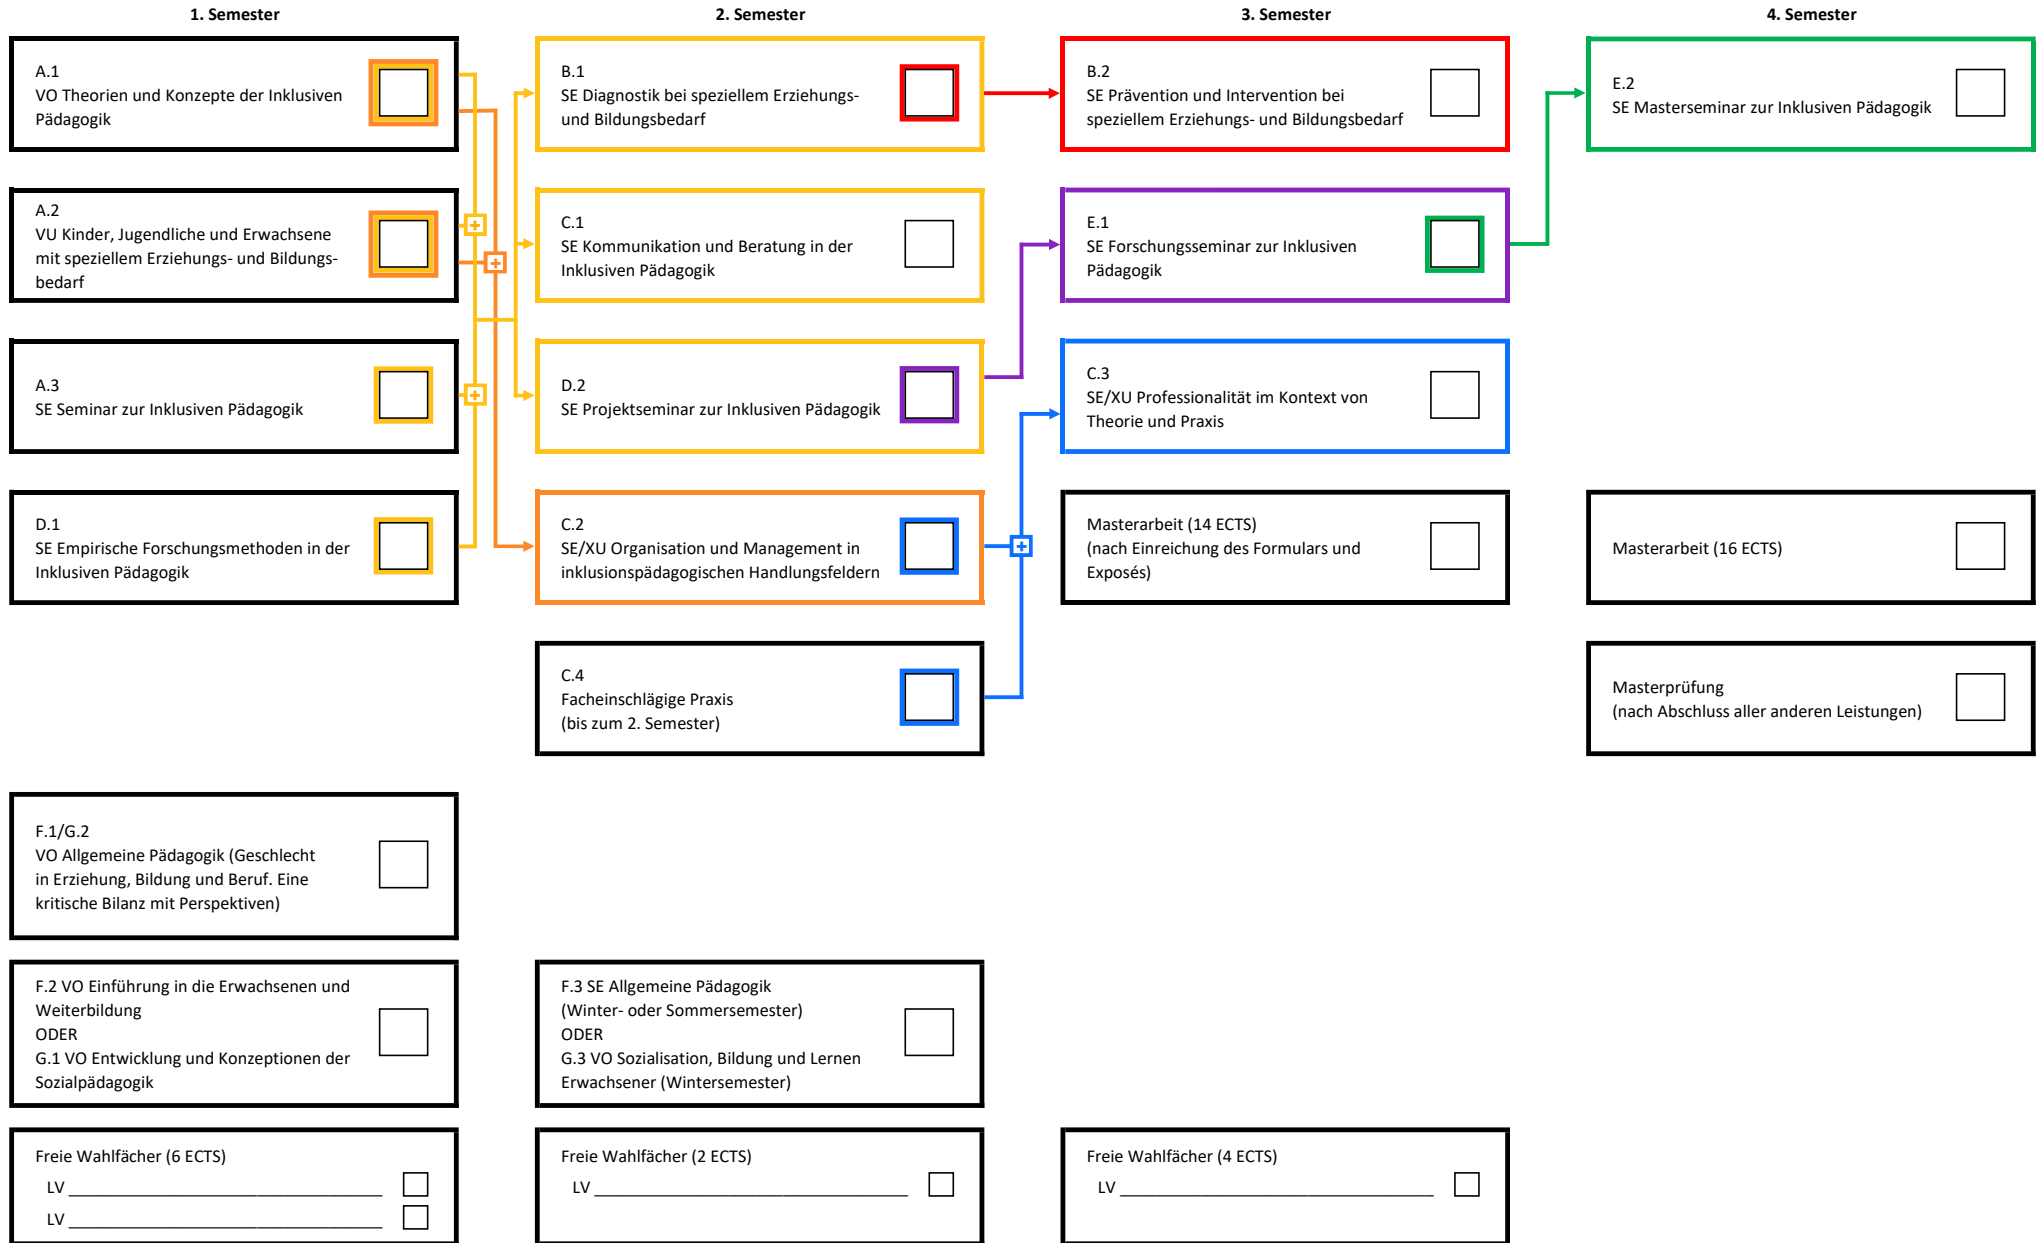 1. Semester
2. Semester
3. Semester
4. Semester
A.1
VO Theorien und Konzepte der Inklusiven
Pädagogik
B.1
SE Diagnostik bei speziellem Erziehungs-
und Bildungsbedarf
B.2
SE Prävention und Intervention bei
speziellem Erziehungs- und Bildungsbedarf
E.2
SE Masterseminar zur Inklusiven Pädagogik
A.2
VU Kinder, Jugendliche und Erwachsene
mit speziellem Erziehungs- und Bildungs-
bedarf
C.1
SE Kommunikation und Beratung in der
Inklusiven Pädagogik
E.1
SE Forschungsseminar zur Inklusiven
Pädagogik
A.3
SE Seminar zur Inklusiven Pädagogik
D.2
SE Projektseminar zur Inklusiven Pädagogik
C.3
SE/XU Professionalität im Kontext von
Theorie und Praxis
D.1
SE Empirische Forschungsmethoden in der
Inklusiven Pädagogik
C.2
SE/XU Organisation und Management in
inklusionspädagogischen Handlungsfeldern
Masterarbeit (14 ECTS)
(nach Einreichung des Formulars und
Exposés)
Masterarbeit (16 ECTS)
C.4
Facheinschlägige Praxis
(bis zum 2. Semester)
Masterprüfung
(nach Abschluss aller anderen Leistungen)
F.1/G.2
VO Allgemeine Pädagogik (Geschlecht
in Erziehung, Bildung und Beruf. Eine
kritische Bilanz mit Perspektiven)
F.2 VO Einführung in die Erwachsenen und
Weiterbildung
ODER
G.1 VO Entwicklung und Konzeptionen der
Sozialpädagogik
F.3 SE Allgemeine Pädagogik
(Winter- oder Sommersemester)
ODER
G.3 VO Sozialisation, Bildung und Lernen
Erwachsener (Wintersemester)
Freie Wahlfächer (6 ECTS)
LV ___________________________________
LV ___________________________________
Freie Wahlfächer (2 ECTS)
LV ___________________________________
Freie Wahlfächer (4 ECTS)
LV ___________________________________